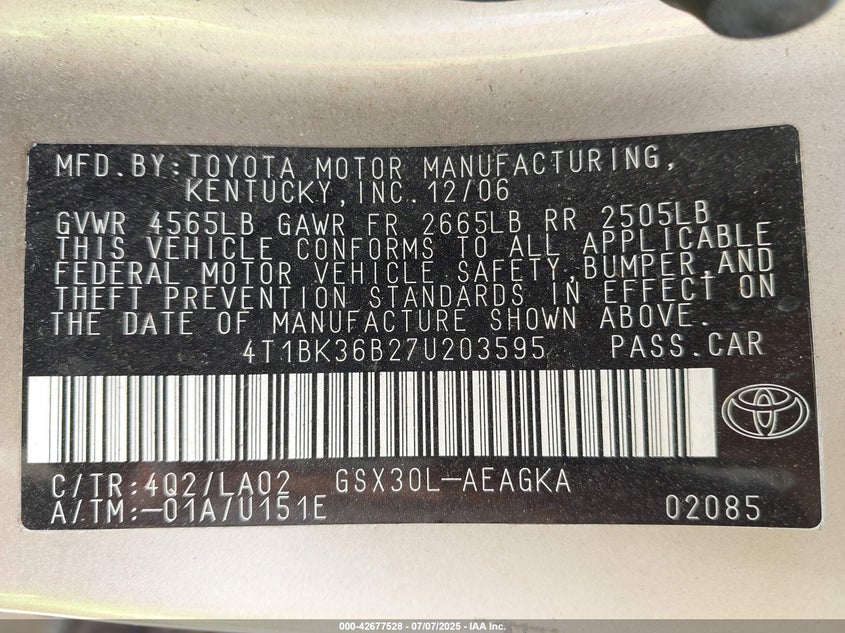 MFD.BY:TOYOTA MOTOR MANUFACTURING,
KENTUCKY,INC.12/06
GVWR 4565LB GAWR FR 2665LB RR 2505LB
THIS VEHICLE CONFORMS TO ALL APPLICABLE
FEDERAL MOTOR VEHICLE SAFETY,BUMPER,AND
THEFT PREVENTION STANDARDS IN EFFECT ON
THE DATE OF MANUFACTURE SHOWN ABOVE.
4T1BK36B27U203595 PASS.CAR
C/TR:4Q2/LA02 GSX30L-AEAGKA
A/TM:-01A/U151E 02085
000-42677528 - 07/07/2025 - IAA Inc.